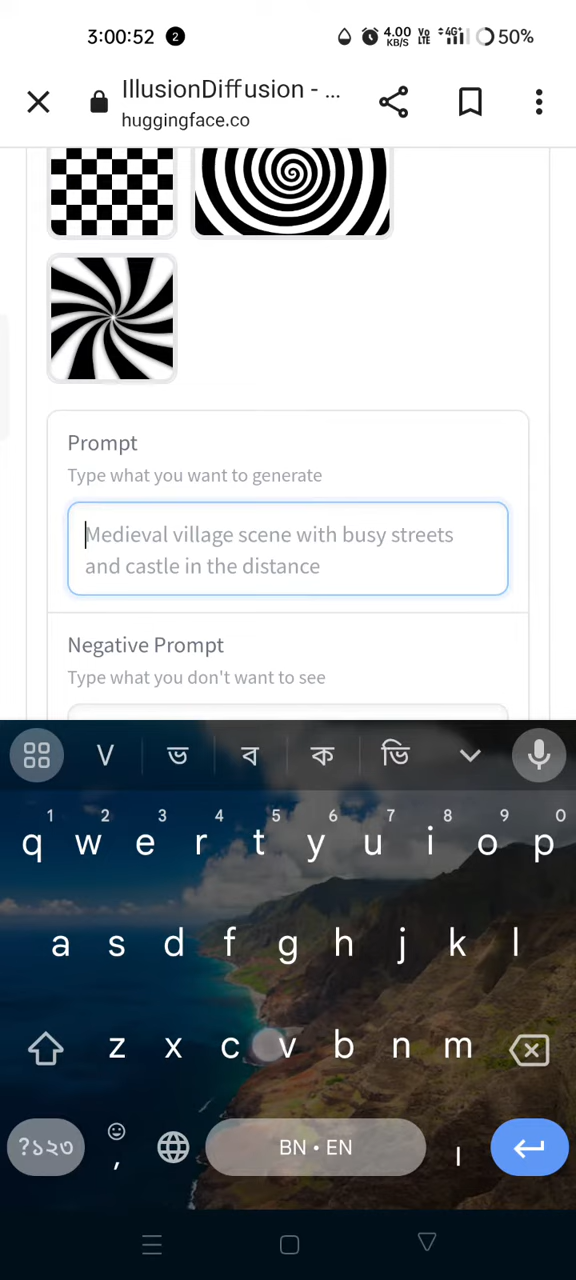 3:00:52 2 4.00 KB/S Vo LTE 4G+ 50%
IllusionDiffusion - ...
huggingface.co
Prompt
Type what you want to generate
Medieval village scene with busy streets
and castle in the distance
Negative Prompt
Type what you don't want to see
V ভ ব ক ভি
1 2 3 4 5 6 7 8 9 0
q w e r t y u i o p
a s d f g h j k l
z x c v b n m
?১২৩ , BN • EN ।